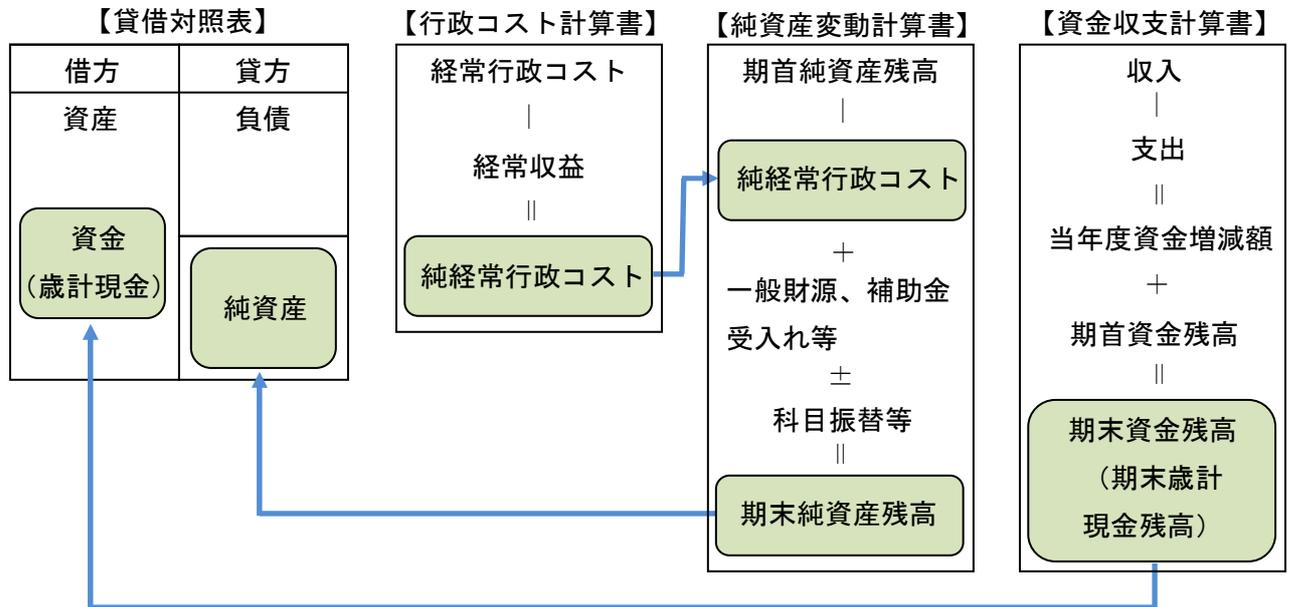 【貸借対照表】
借方
貸方
資産
負債
資金
（歳計現金）
純資産
【行政コスト計算書】
経常行政コスト
｜
経常収益
||
純経常行政コスト
【純資産変動計算書】
期首純資産残高
｜
純経常行政コスト
＋
一般財源、補助金
受入れ等
±
科目振替等
||
期末純資産残高
【資金収支計算書】
収入
｜
支出
||
当年度資金増減額
＋
期首資金残高
||
期末資金残高
（期末歳計
現金残高）